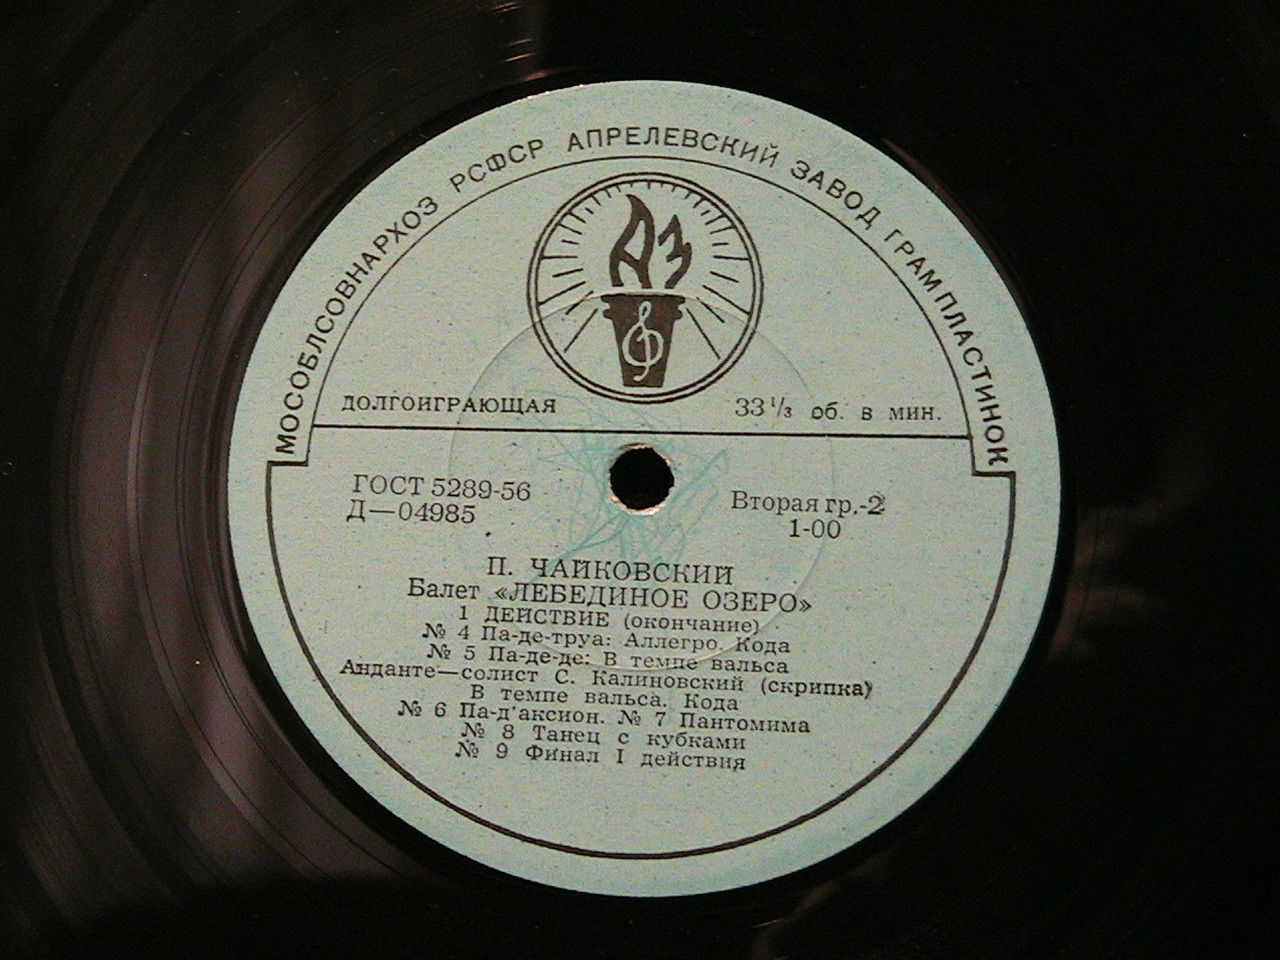 МОСОБЛСОВНАРХОЗ РСФСР АПРЕЛЕВСКИЙ ЗАВОД ГРАМПЛАСТИНОК
АЗ
ДОЛГОИГРАЮЩАЯ 33 1/3 об. в мин.
ГОСТ 5289-56 Вторая гр.-2
Д—04985 1-00
П. ЧАЙКОВСКИЙ
Балет «ЛЕБЕДИНОЕ ОЗЕРО»
1 ДЕЙСТВИЕ (окончание)
№ 4 Па-де-труа: Аллегро. Кода
№ 5 Па-де-де: В темпе вальса
Анданте—солист С. Калиновский (скрипка)
В темпе вальса. Кода
№ 6 Па-д'аксион. № 7 Пантомима
№ 8 Танец с кубками
№ 9 Финал I действия